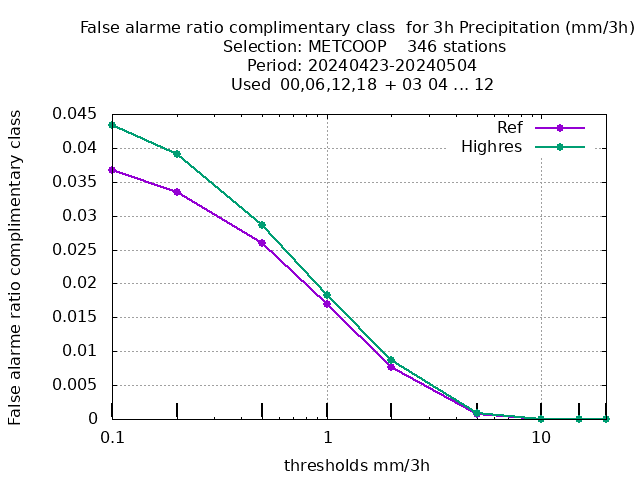 False alarme ratio complimentary class  for 3h Precipitation (mm/3h)
Selection: METCOOP    346 stations
Period: 20240423-20240504
Used 00,06,12,18 + 03 04 ... 12
False alarme ratio complimentary class
0.045
0.04
0.035
0.03
0.025
0.02
0.015
0.01
0.005
0
Ref
Highres
0.1
1
10
thresholds mm/3h